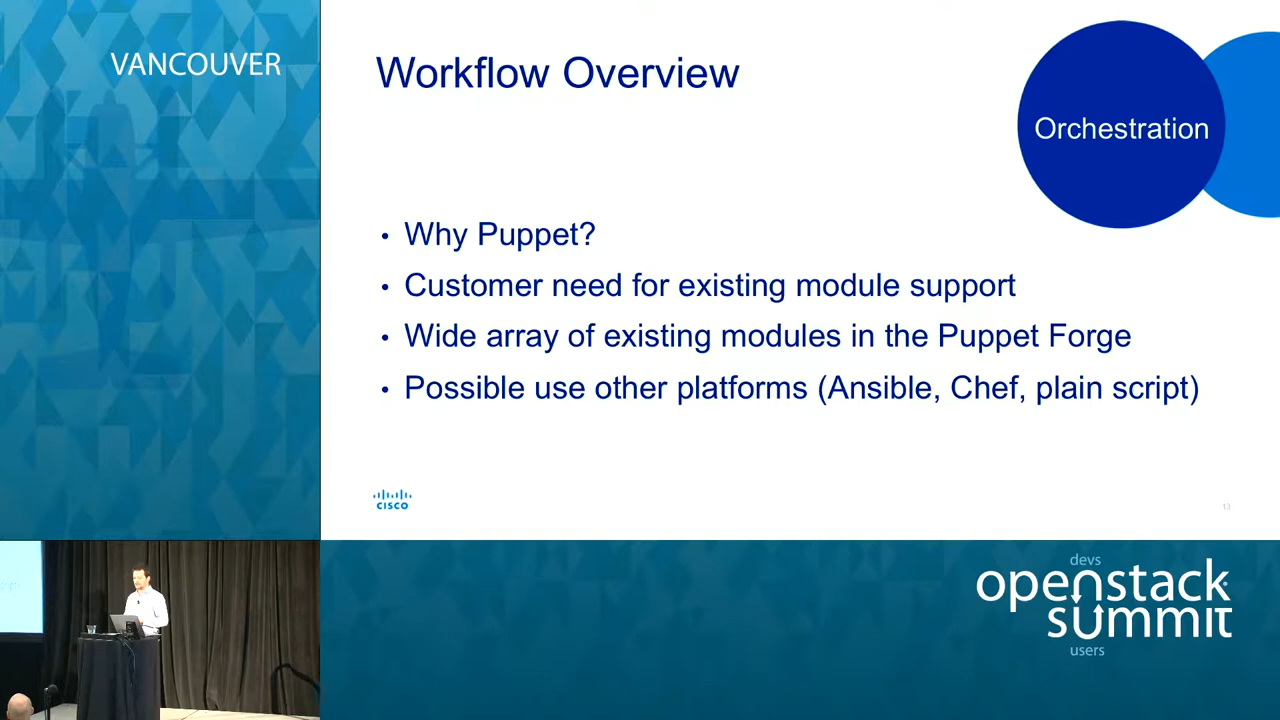 VANCOUVER
Workflow Overview
Orchestration
• Why Puppet?
• Customer need for existing module support
• Wide array of existing modules in the Puppet Forge
• Possible use other platforms (Ansible, Chef, plain script)
CISCO
13
devs
openstack
summit
users